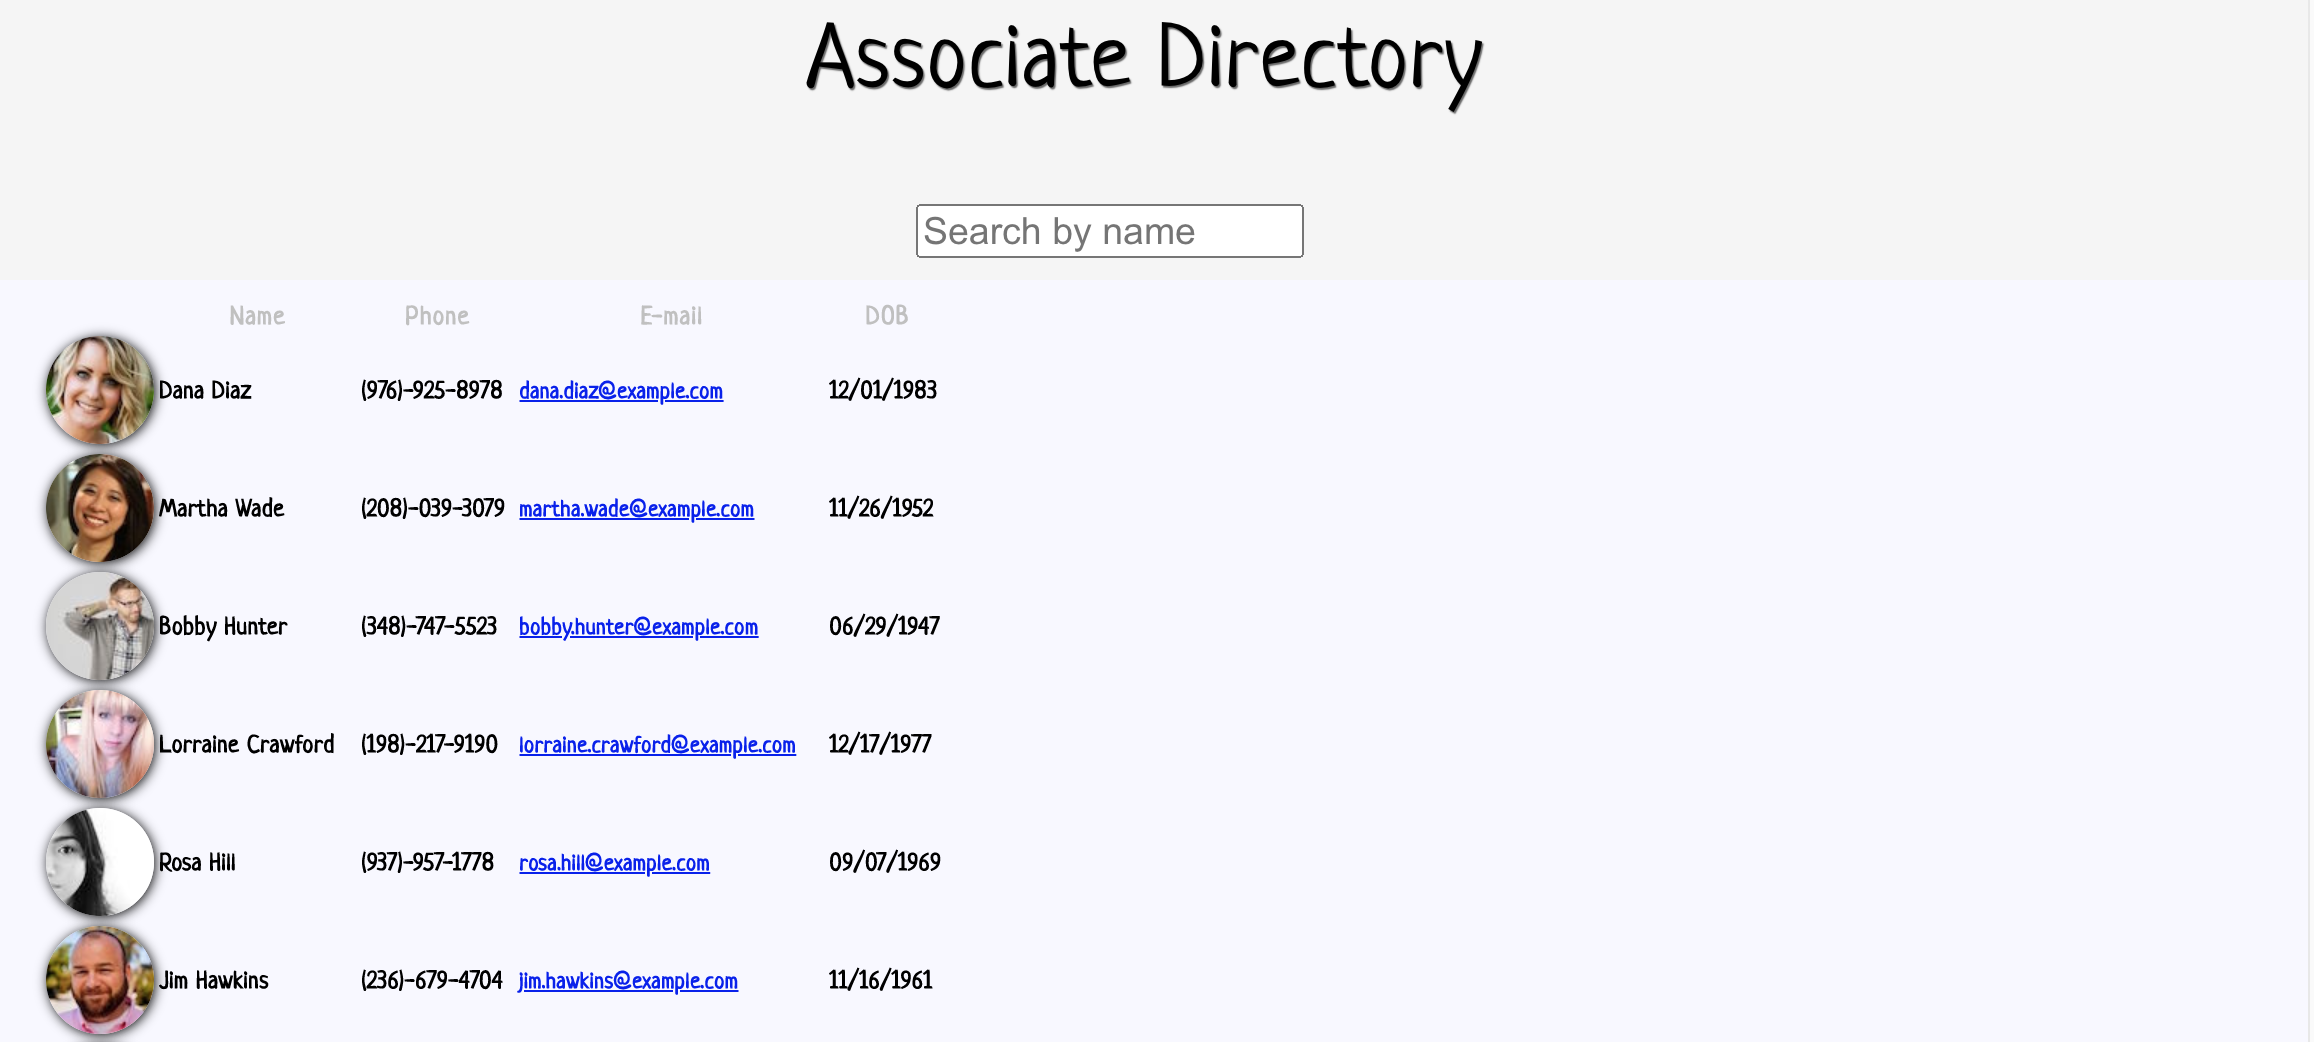 Associate Directory
Search by name
Name Phone E-mail DOB
Dana Diaz (976)-925-8978 dana.diaz@example.com 12/01/1983
Martha Wade (208)-039-3079 martha.wade@example.com 11/26/1952
Bobby Hunter (348)-747-5523 bobby.hunter@example.com 06/29/1947
Lorraine Crawford (198)-217-9190 lorraine.crawford@example.com 12/17/1977
Rosa Hill (937)-957-1778 rosa.hill@example.com 09/07/1969
Jim Hawkins (236)-679-4704 jim.hawkins@example.com 11/16/1961